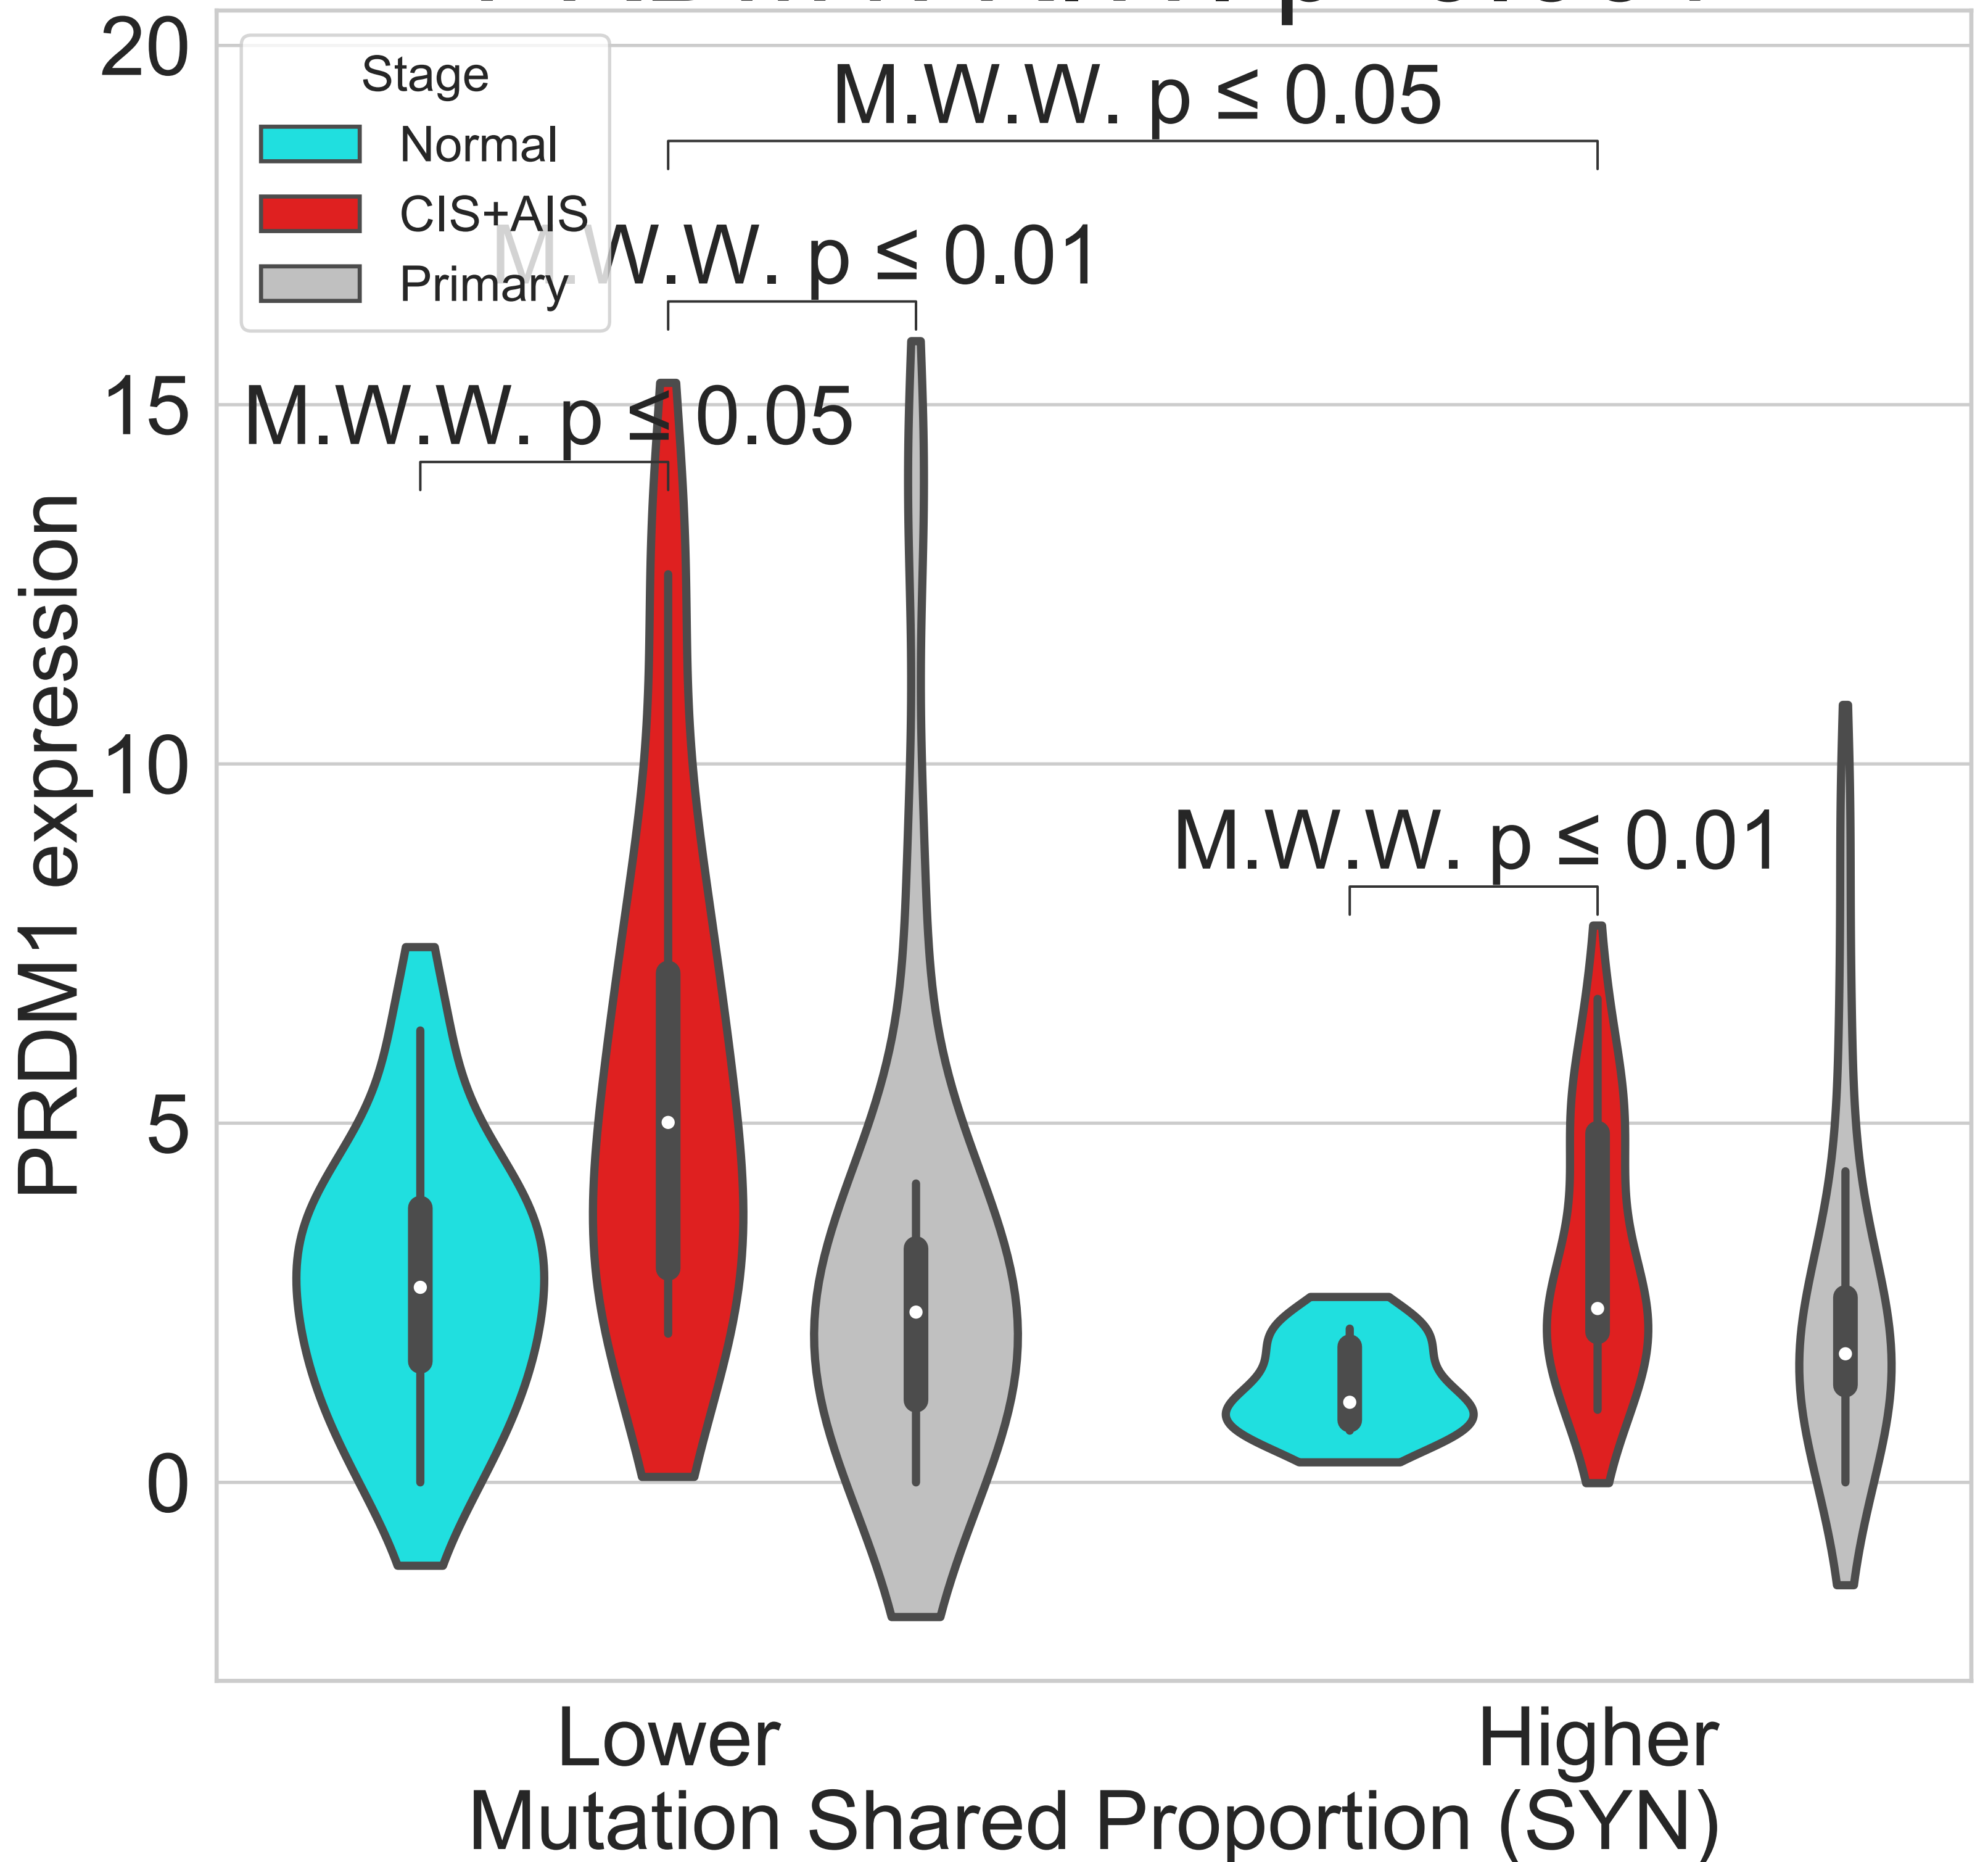 20
Stage
Normal
CIS+AIS
Primary
M.W.W. p ≤ 0.05
M.W.W. p ≤ 0.01
15
M.W.W. p ≤ 0.05
10
M.W.W. p ≤ 0.01
5
0
PRDM1 expression
Lower
Higher
Mutation Shared Proportion (SYN)